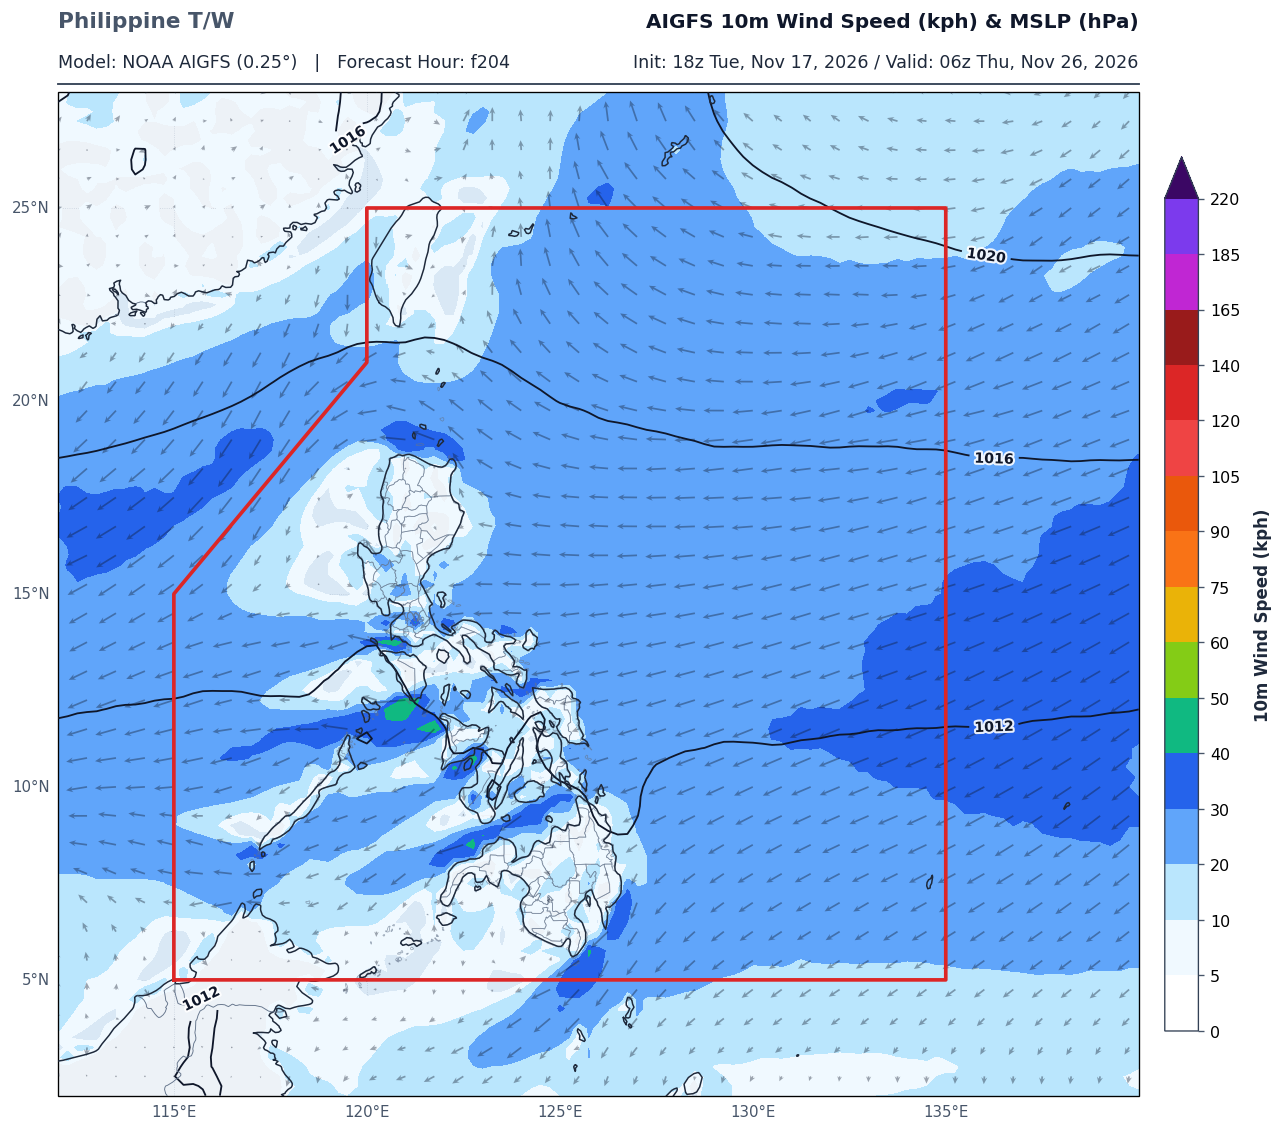 Philippine T/W
AIGFS 10m Wind Speed (kph) & MSLP (hPa)
Model: NOAA AIGFS (0.25°) | Forecast Hour: f204
Init: 18z Tue, Nov 17, 2026 / Valid: 06z Thu, Nov 26, 2026
1016
1020
1016
1012
1012
25°N
20°N
15°N
10°N
5°N
115°E
120°E
125°E
130°E
135°E
220
185
165
140
120
105
90
75
60
50
40
30
20
10
5
0
10m Wind Speed (kph)